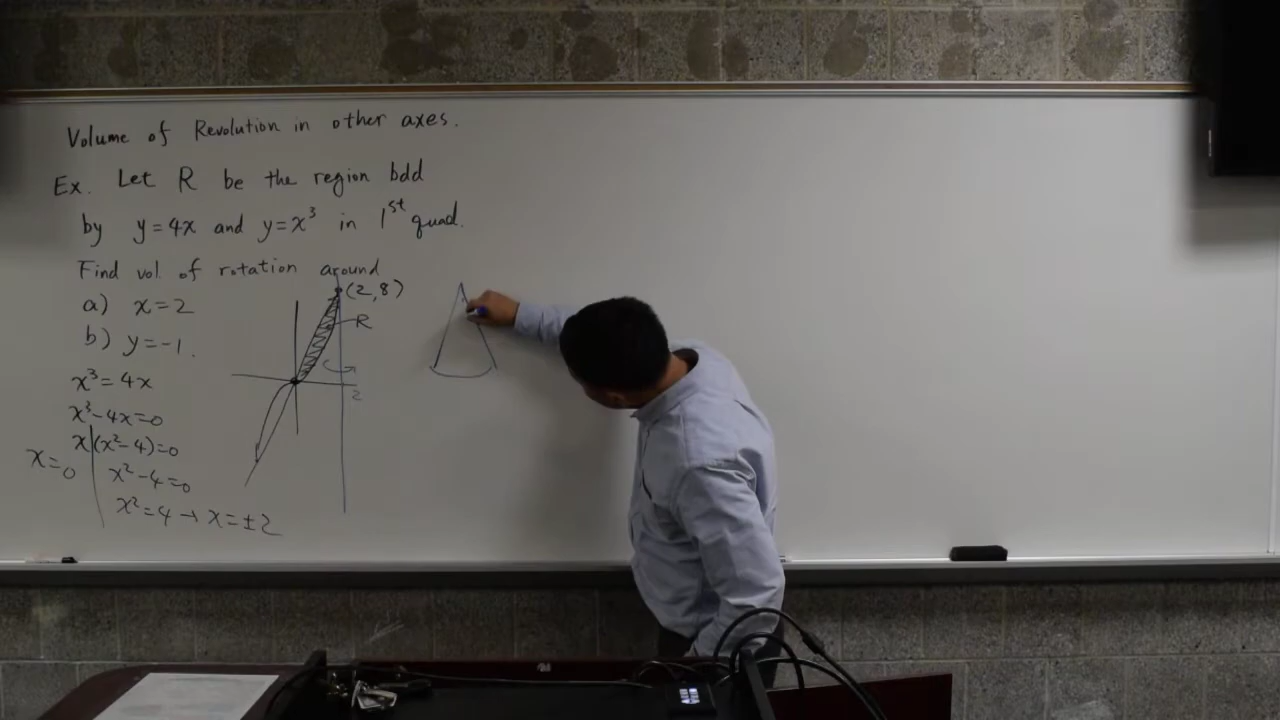 Volume of Revolution in other axes.
Ex. Let R be the region bdd
by y=4x and y=x³ in 1ˢᵗ quad.
Find vol. of rotation around
a) x=2
b) y=-1.
x³=4x
x³-4x=0
x(x²-4)=0
x=0
x²-4=0
x²=4→x=±2
(2,8)
R
2